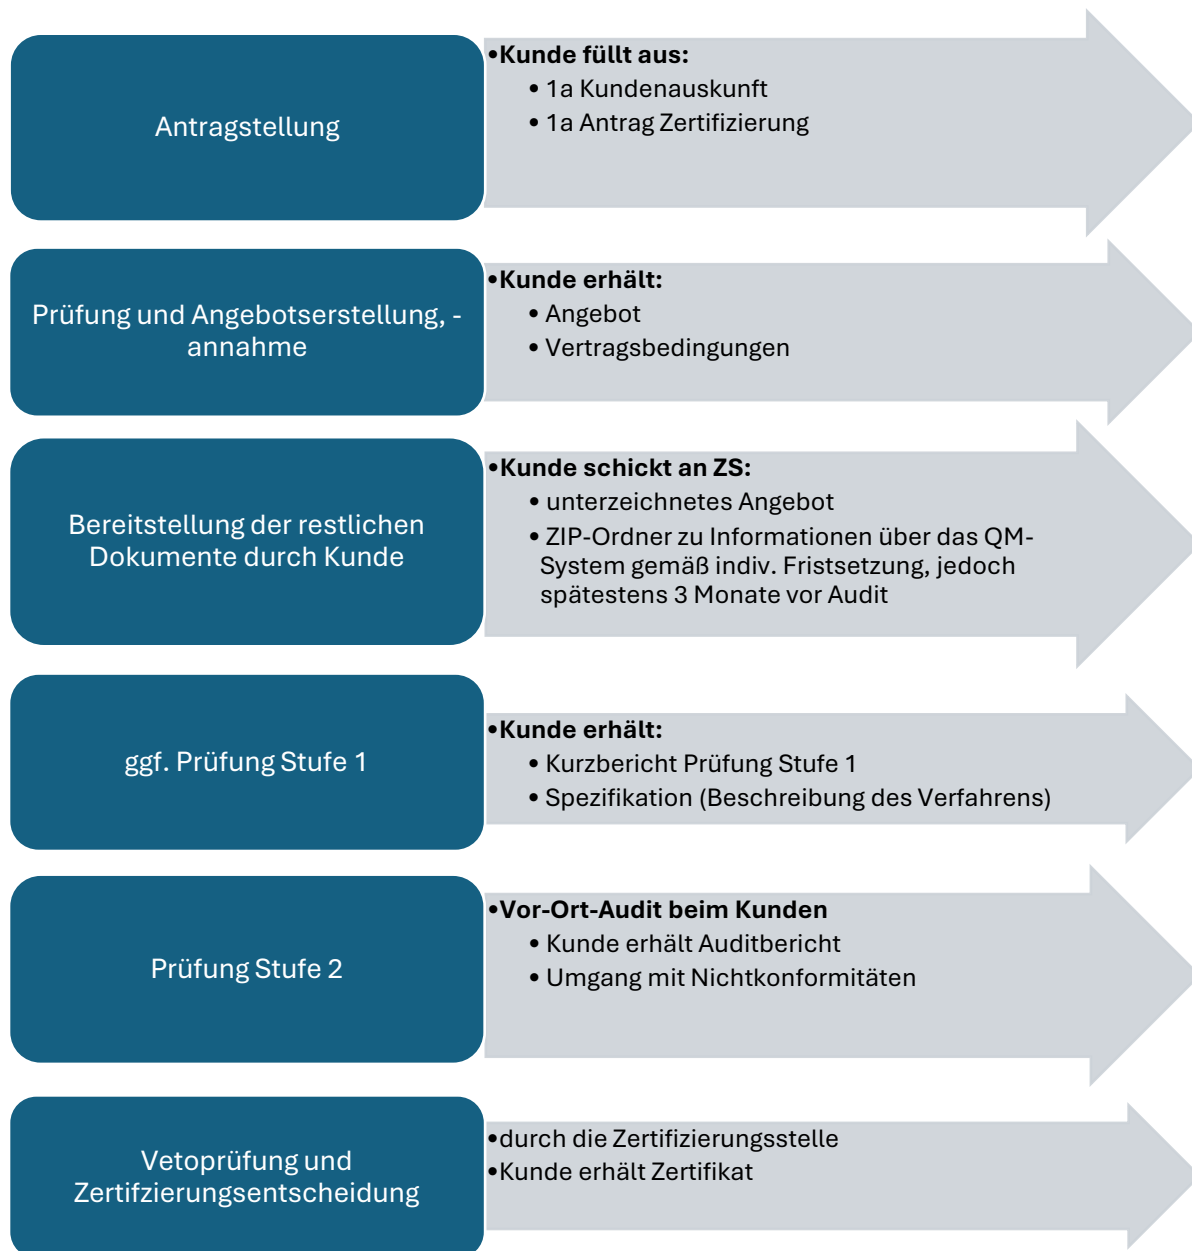 Antragstellung
•Kunde füllt aus:
• 1a Kundenauskunft
• 1a Antrag Zertifizierung
Prüfung und Angebotserstellung, -
annahme
•Kunde erhält:
• Angebot
• Vertragsbedingungen
Bereitstellung der restlichen
Dokumente durch Kunde
•Kunde schickt an ZS:
• unterzeichnetes Angebot
• ZIP-Ordner zu Informationen über das QM-
System gemäß indiv. Fristsetzung, jedoch
spätestens 3 Monate vor Audit
ggf. Prüfung Stufe 1
•Kunde erhält:
• Kurzbericht Prüfung Stufe 1
• Spezifikation (Beschreibung des Verfahrens)
Prüfung Stufe 2
•Vor-Ort-Audit beim Kunden
• Kunde erhält Auditbericht
• Umgang mit Nichtkonformitäten
Vetoprüfung und
Zertifzierungsentscheidung
•durch die Zertifizierungsstelle
•Kunde erhält Zertifikat